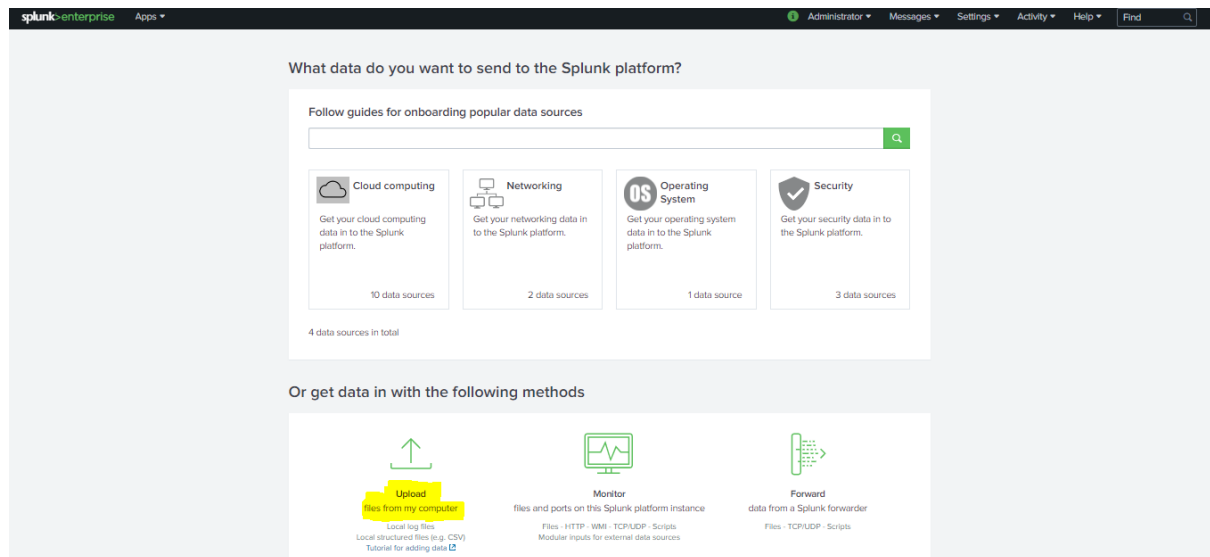 splunk>enterprise Apps
Administrator Messages Settings Activity Help Find
What data do you want to send to the Splunk platform?
Follow guides for onboarding popular data sources
Cloud computing
Get your cloud computing
data in to the Splunk
platform.
10 data sources
Networking
Get your networking data in
to the Splunk platform.
2 data sources
OS
Operating
System
Get your operating system
data in to the Splunk
platform.
1 data source
Security
Get your security data in to
the Splunk platform.
3 data sources
4 data sources in total
Or get data in with the following methods
Upload
files from my computer
Local log files
Local structured files (e.g. CSV)
Tutorial for adding data
Monitor
files and ports on this Splunk platform instance
Files - HTTP - WMI - TCP/UDP - Scripts
Modular inputs for external data sources
Forward
data from a Splunk forwarder
Files - TCP/UDP - Scripts